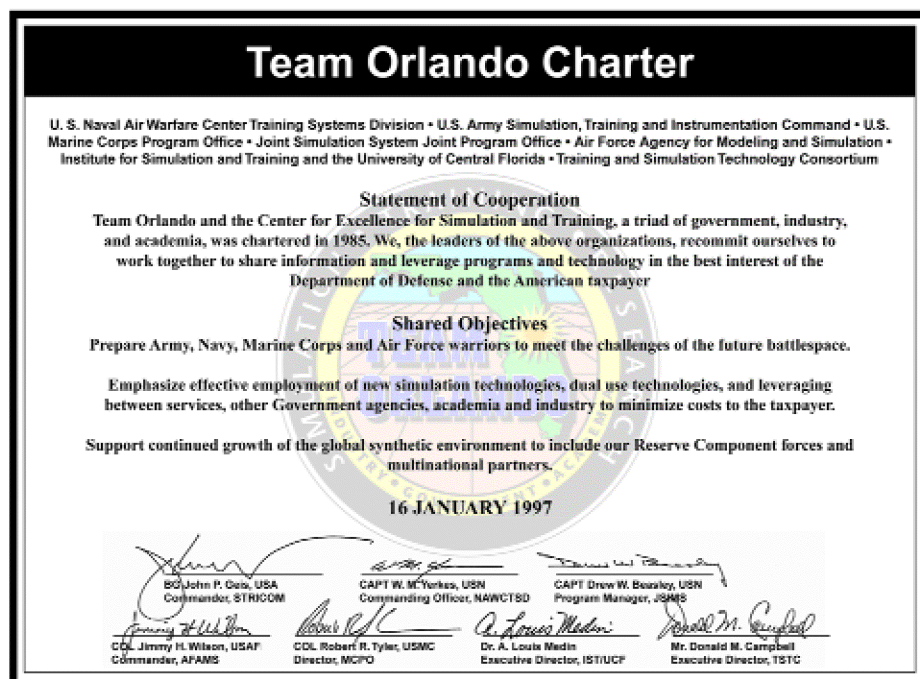 Team Orlando Charter
U. S. Naval Air Warfare Center Training Systems Division • U.S. Army Simulation, Training and Instrumentation Command • U.S.
Marine Corps Program Office • Joint Simulation System Joint Program Office • Air Force Agency for Modeling and Simulation •
Institute for Simulation and Training and the University of Central Florida • Training and Simulation Technology Consortium
Statement of Cooperation
Team Orlando and the Center for Excellence for Simulation and Training, a triad of government, industry,
and academia, was chartered in 1985. We, the leaders of the above organizations, recommit ourselves to
work together to share information and leverage programs and technology in the best interest of the
Department of Defense and the American taxpayer
Shared Objectives
Prepare Army, Navy, Marine Corps and Air Force warriors to meet the challenges of the future battlespace.
Emphasize effective employment of new simulation technologies, dual use technologies, and leveraging
between services, other Government agencies, academia and industry to minimize costs to the taxpayer.
Support continued growth of the global synthetic environment to include our Reserve Component forces and
multinational partners.
16 JANUARY 1997
BG John P. Geis, USA
Commander, STRICOM
CAPT W. M. Yerkes, USN
Commanding Officer, NAWCTSD
CAPT Drew W. Beasley, USN
Program Manager, JSIMS
COL Jimmy H. Wilson, USAF
Commander, AFAMS
COL Robert R. Tyler, USMC
Director, MCPO
Dr. A. Louis Medin
Executive Director, IST/UCF
Mr. Donald M. Campbell
Executive Director, TSTC
TEAM
ORLANDO
INDUSTRY • GOVERNMENT • ACADEMIA